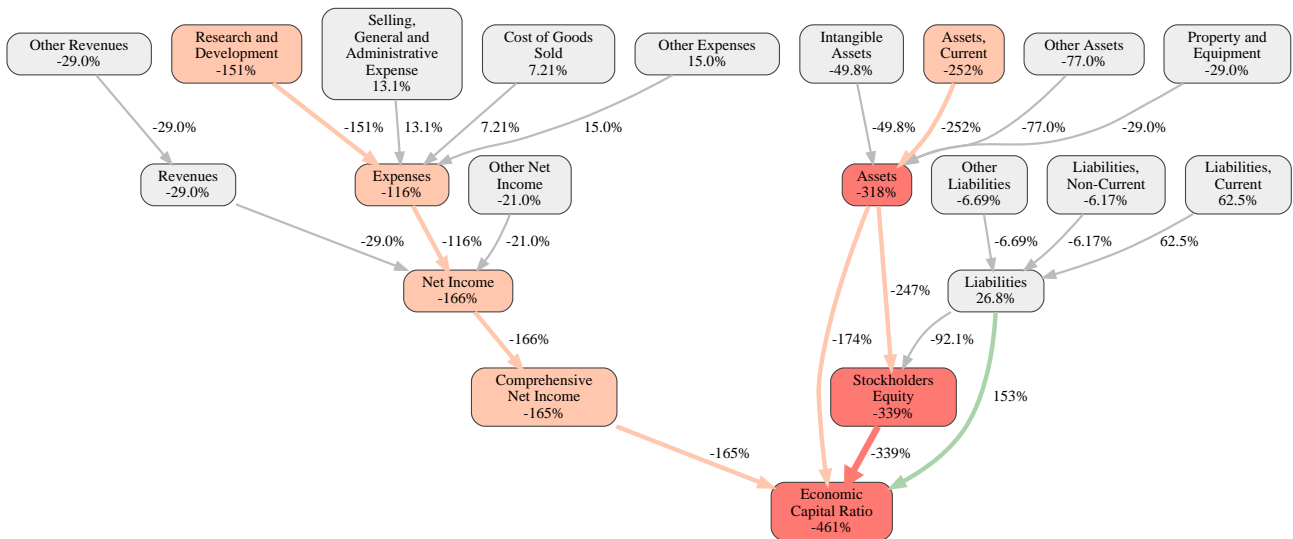 Other Revenues
-29.0%
Research and
Development
-151%
Selling,
General and
Administrative
Expense
13.1%
Cost of Goods
Sold
7.21%
Other Expenses
15.0%
Intangible
Assets
-49.8%
Assets,
Current
-252%
Other Assets
-77.0%
Property and
Equipment
-29.0%
-29.0%
-151%
13.1%
7.21%
15.0%
-49.8%
-252%
-77.0%
-29.0%
Revenues
-29.0%
Expenses
-116%
Other Net
Income
-21.0%
Assets
-318%
Other
Liabilities
-6.69%
Liabilities,
Non-Current
-6.17%
Liabilities,
Current
62.5%
-29.0%
-116%
-21.0%
-6.69%
-6.17%
62.5%
Net Income
-166%
-247%
Liabilities
26.8%
-166%
-174%
-92.1%
Comprehensive
Net Income
-165%
Stockholders
Equity
-339%
153%
-165%
-339%
Economic
Capital Ratio
-461%